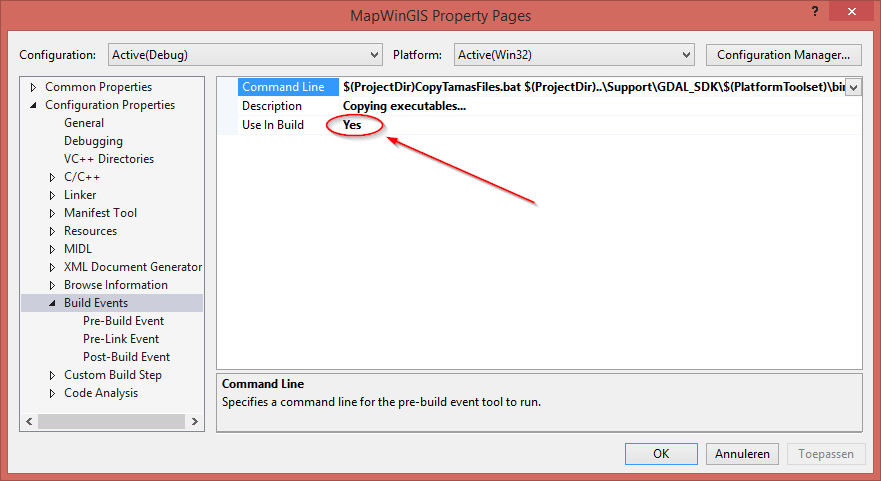 MapWinGIS Property Pages
?
Configuration: Active(Debug) Platform: Active(Win32) Configuration Manager...
Common Properties
Configuration Properties
General
Debugging
VC++ Directories
C/C++
Linker
Manifest Tool
Resources
MIDL
XML Document Generator
Browse Information
Build Events
Pre-Build Event
Pre-Link Event
Post-Build Event
Custom Build Step
Code Analysis
Command Line $(ProjectDir)CopyTamasFiles.bat $(ProjectDir)..\Support\GDAL_SDK\$(PlatformToolset)\bin
Description Copying executables...
Use In Build Yes
Command Line
Specifies a command line for the pre-build event tool to run.
OK Annuleren Toepassen